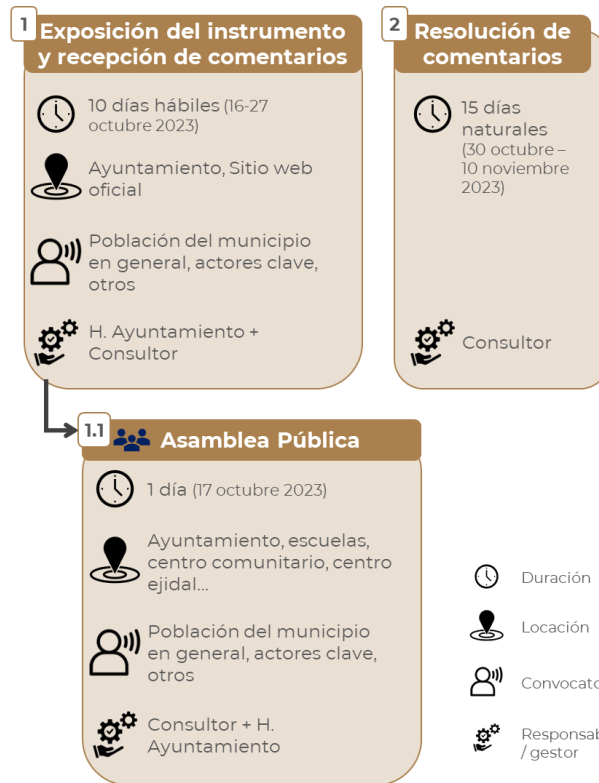 1
Exposición del instrumento
y recepción de comentarios
10 días hábiles (16-27
octubre 2023)
Ayuntamiento, Sitio web
oficial
Población del municipio
en general, actores clave,
otros
H. Ayuntamiento +
Consultor
2
Resolución de
comentarios
15 días
naturales
(30 octubre –
10 noviembre
2023)
Consultor
1.1
Asamblea Pública
1 día (17 octubre 2023)
Ayuntamiento, escuelas,
centro comunitario, centro
ejidal...
Población del municipio
en general, actores clave,
otros
Consultor + H.
Ayuntamiento
Duración
Locación
/ gestor